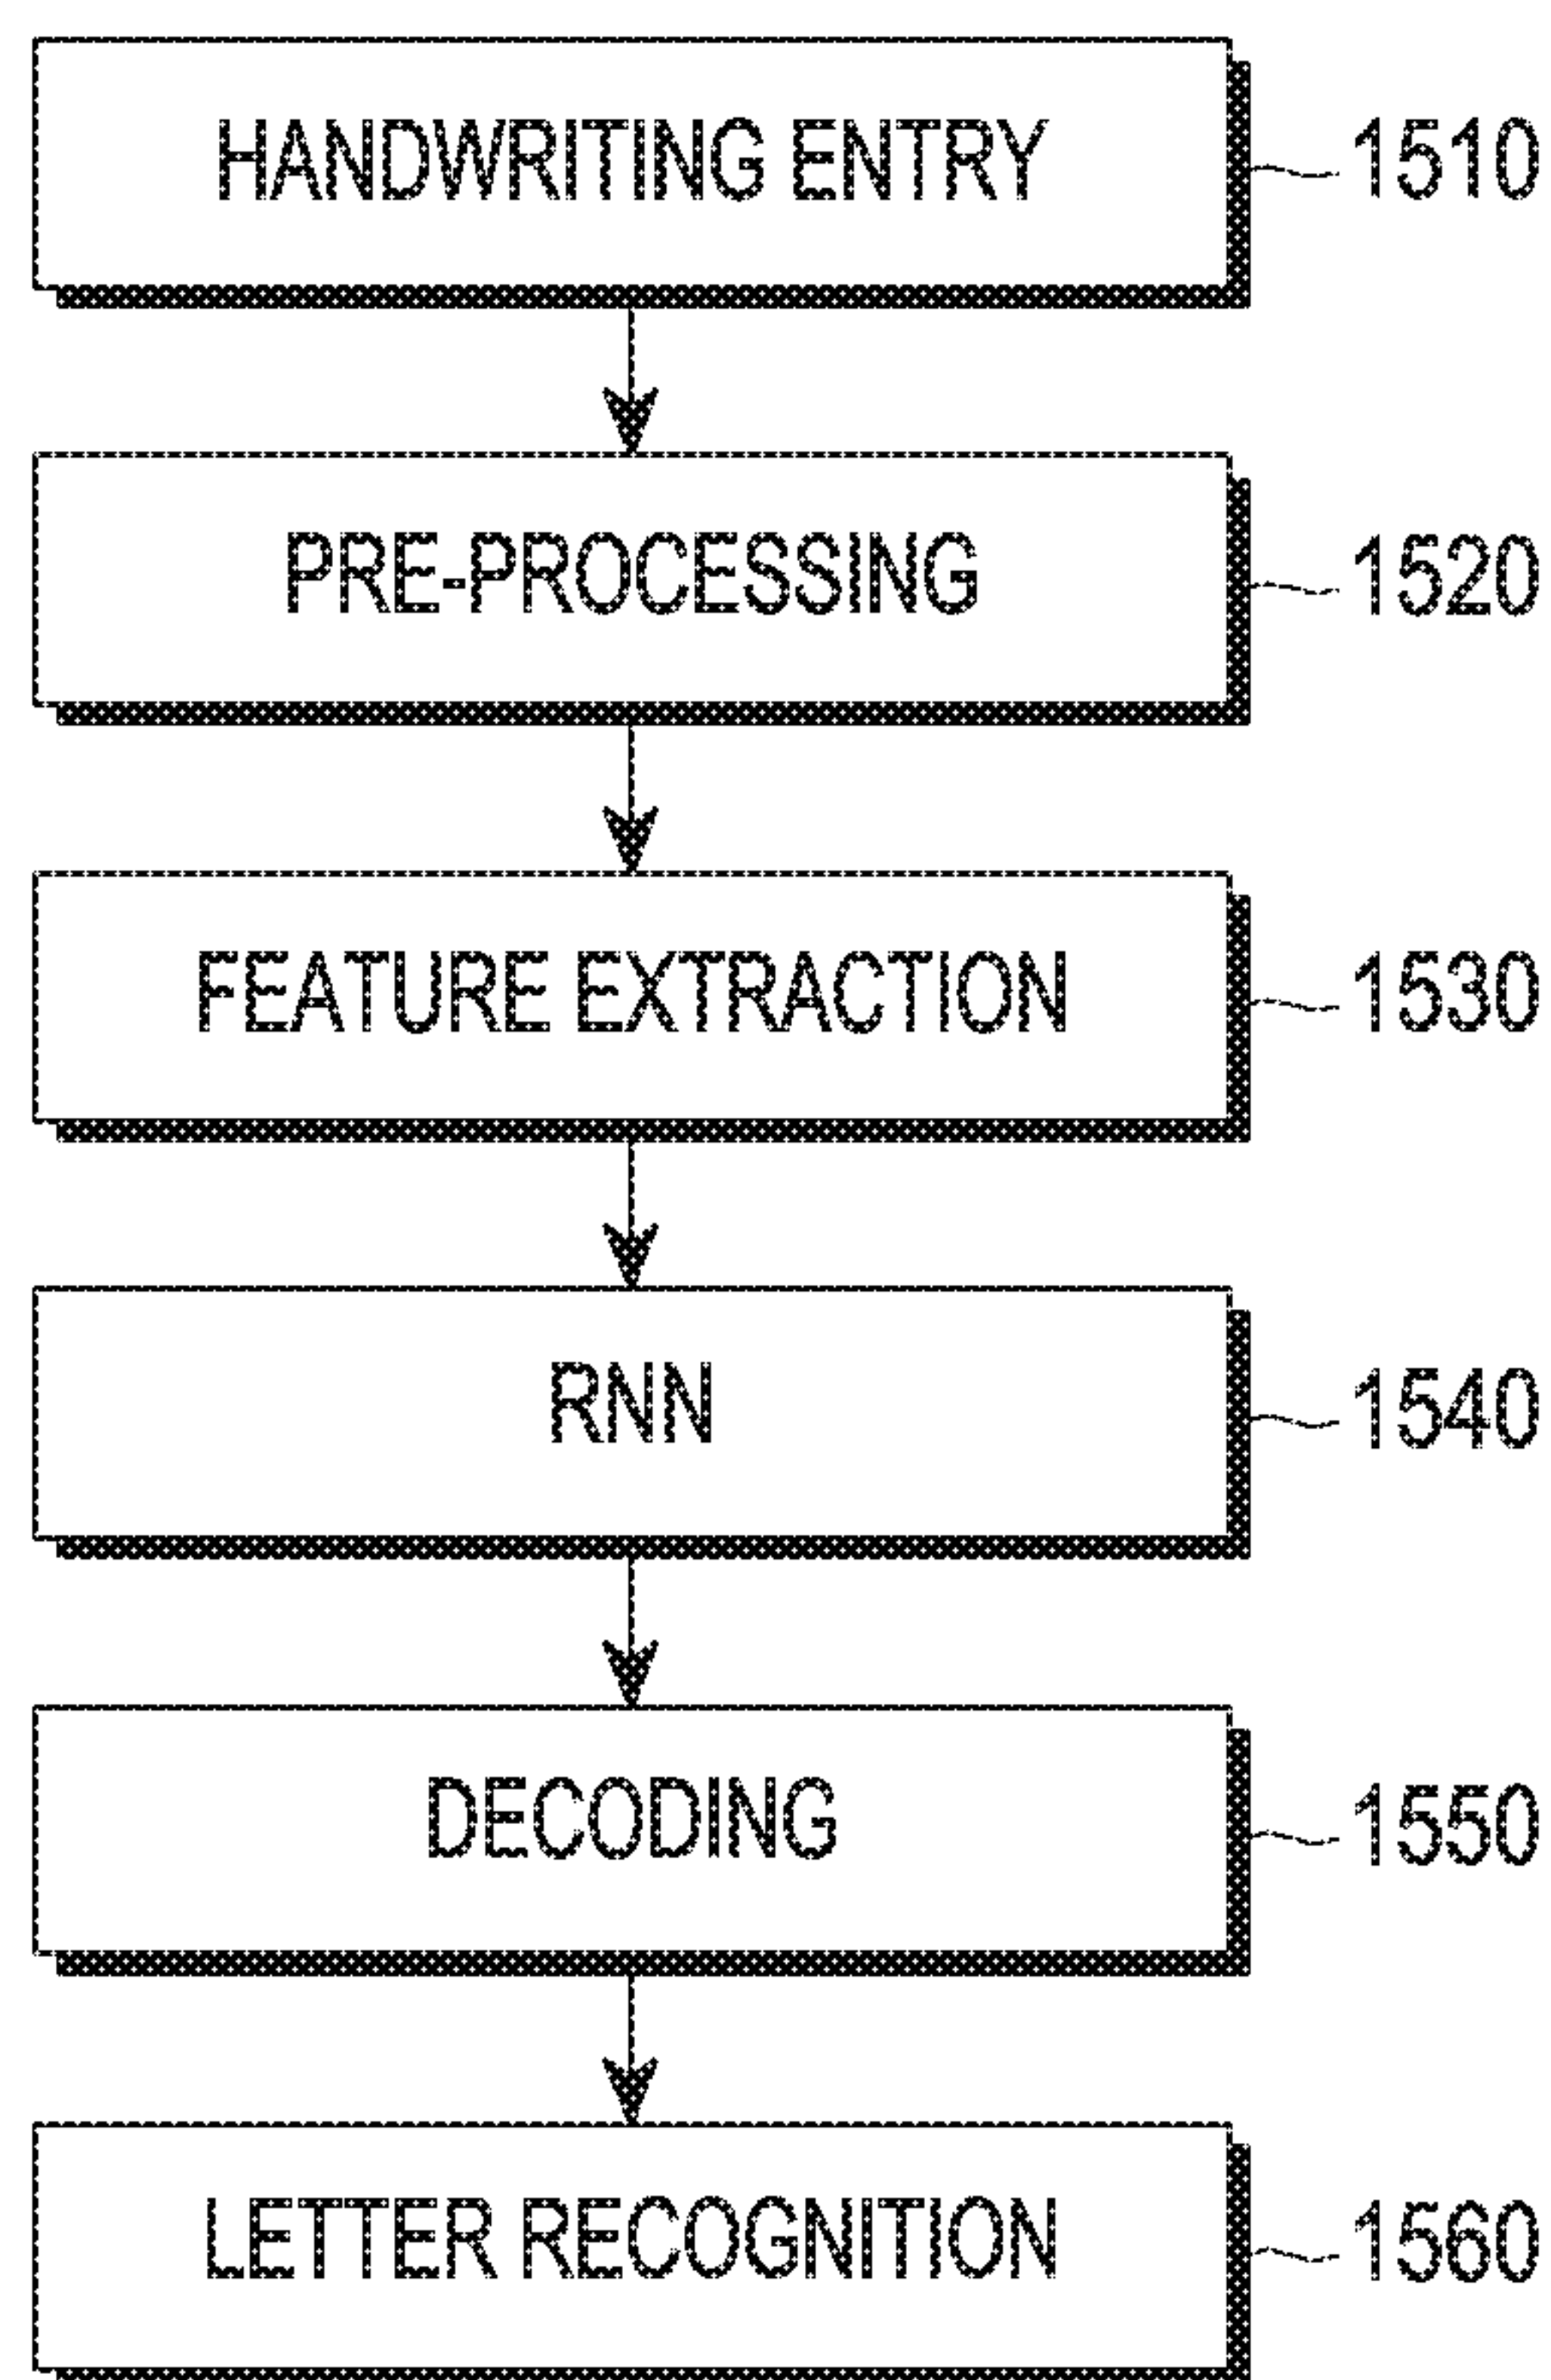 HANDWRITING ENTRY 1510
PRE-PROCESSING 1520
FEATURE EXTRACTION 1530
RNN 1540
DECODING 1550
LETTER RECOGNITION 1560